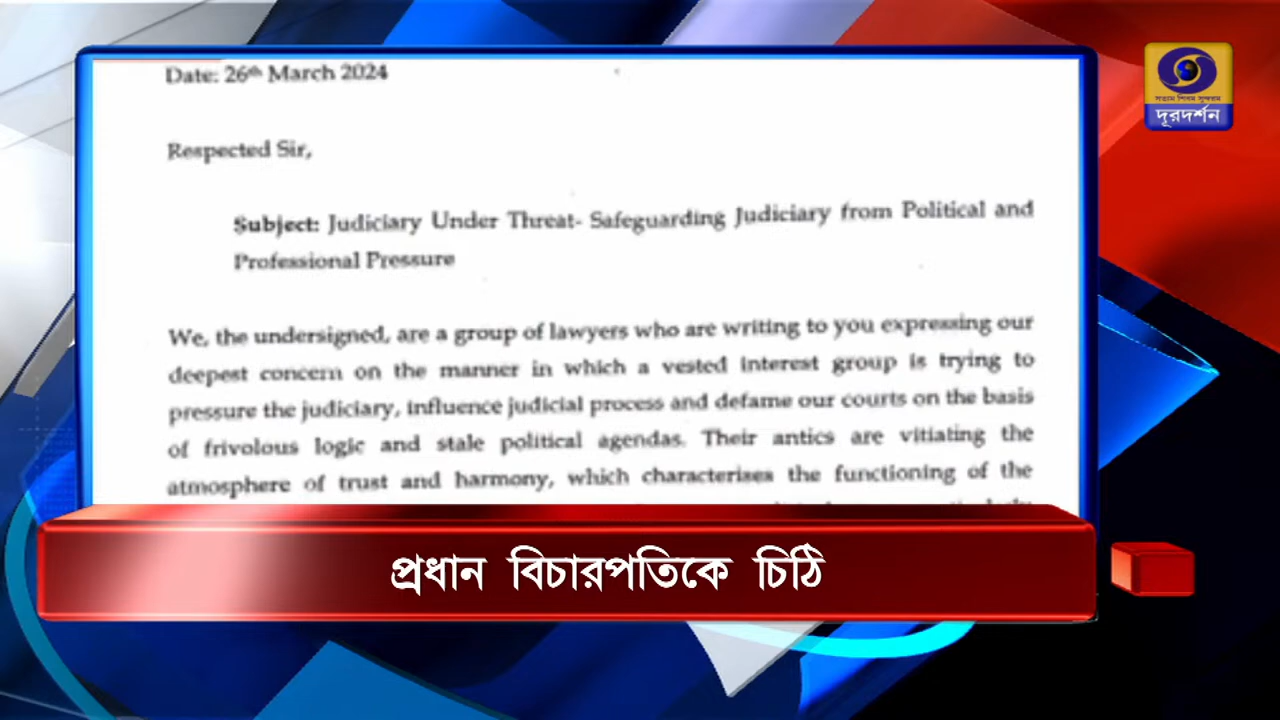 Date: 26th March 2024
সত্যম শিবম সুন্দরম
দূরদর্শন
Respected Sir,
Subject: Judiciary Under Threat- Safeguarding Judiciary from Political and
Professional Pressure
We, the undersigned, are a group of lawyers who are writing to you expressing our
deepest concern on the manner in which a vested interest group is trying to
pressure the judiciary, influence judicial process and defame our courts on the basis
of frivolous logic and stale political agendas. Their antics are vitiating the
atmosphere of trust and harmony, which characterises the functioning of the
প্রধান বিচারপতিকে চিঠি